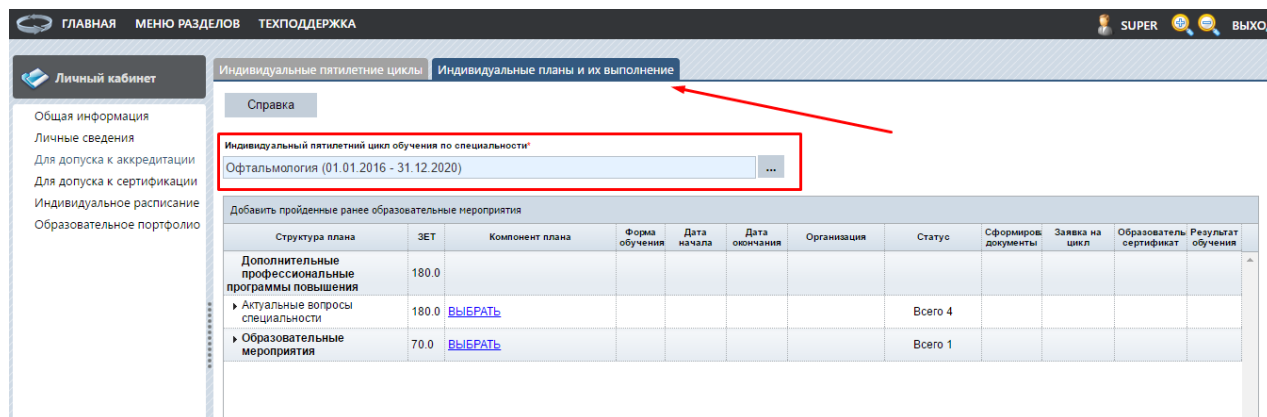 ГЛАВНАЯ МЕНЮ РАЗДЕЛОВ ТЕХПОДДЕРЖКА SUPER
Личный кабинет
Общая информация
Личные сведения
Для допуска к аккредитации
Для допуска к сертификации
Индивидуальное расписание
Образовательное портфолио
Индивидуальные пятилетние циклы Индивидуальные планы и их выполнение
Справка
Индивидуальный пятилетний цикл обучения по специальности*
Офтальмология (01.01.2016 - 31.12.2020) ...
Добавить пройденные ранее образовательные мероприятия
Структура плана ЗЕТ Компонент плана Форма обучения Дата начала Дата окончания Организация Статус Сформиров документы Заявка на цикл Образователь сертификат Результат обучения
Дополнительные
профессиональные 180.0
программы повышения
Актуальные вопросы
специальности 180.0 ВЫБРАТЬ Всего 4
Образовательные
мероприятия 70.0 ВЫБРАТЬ Всего 1